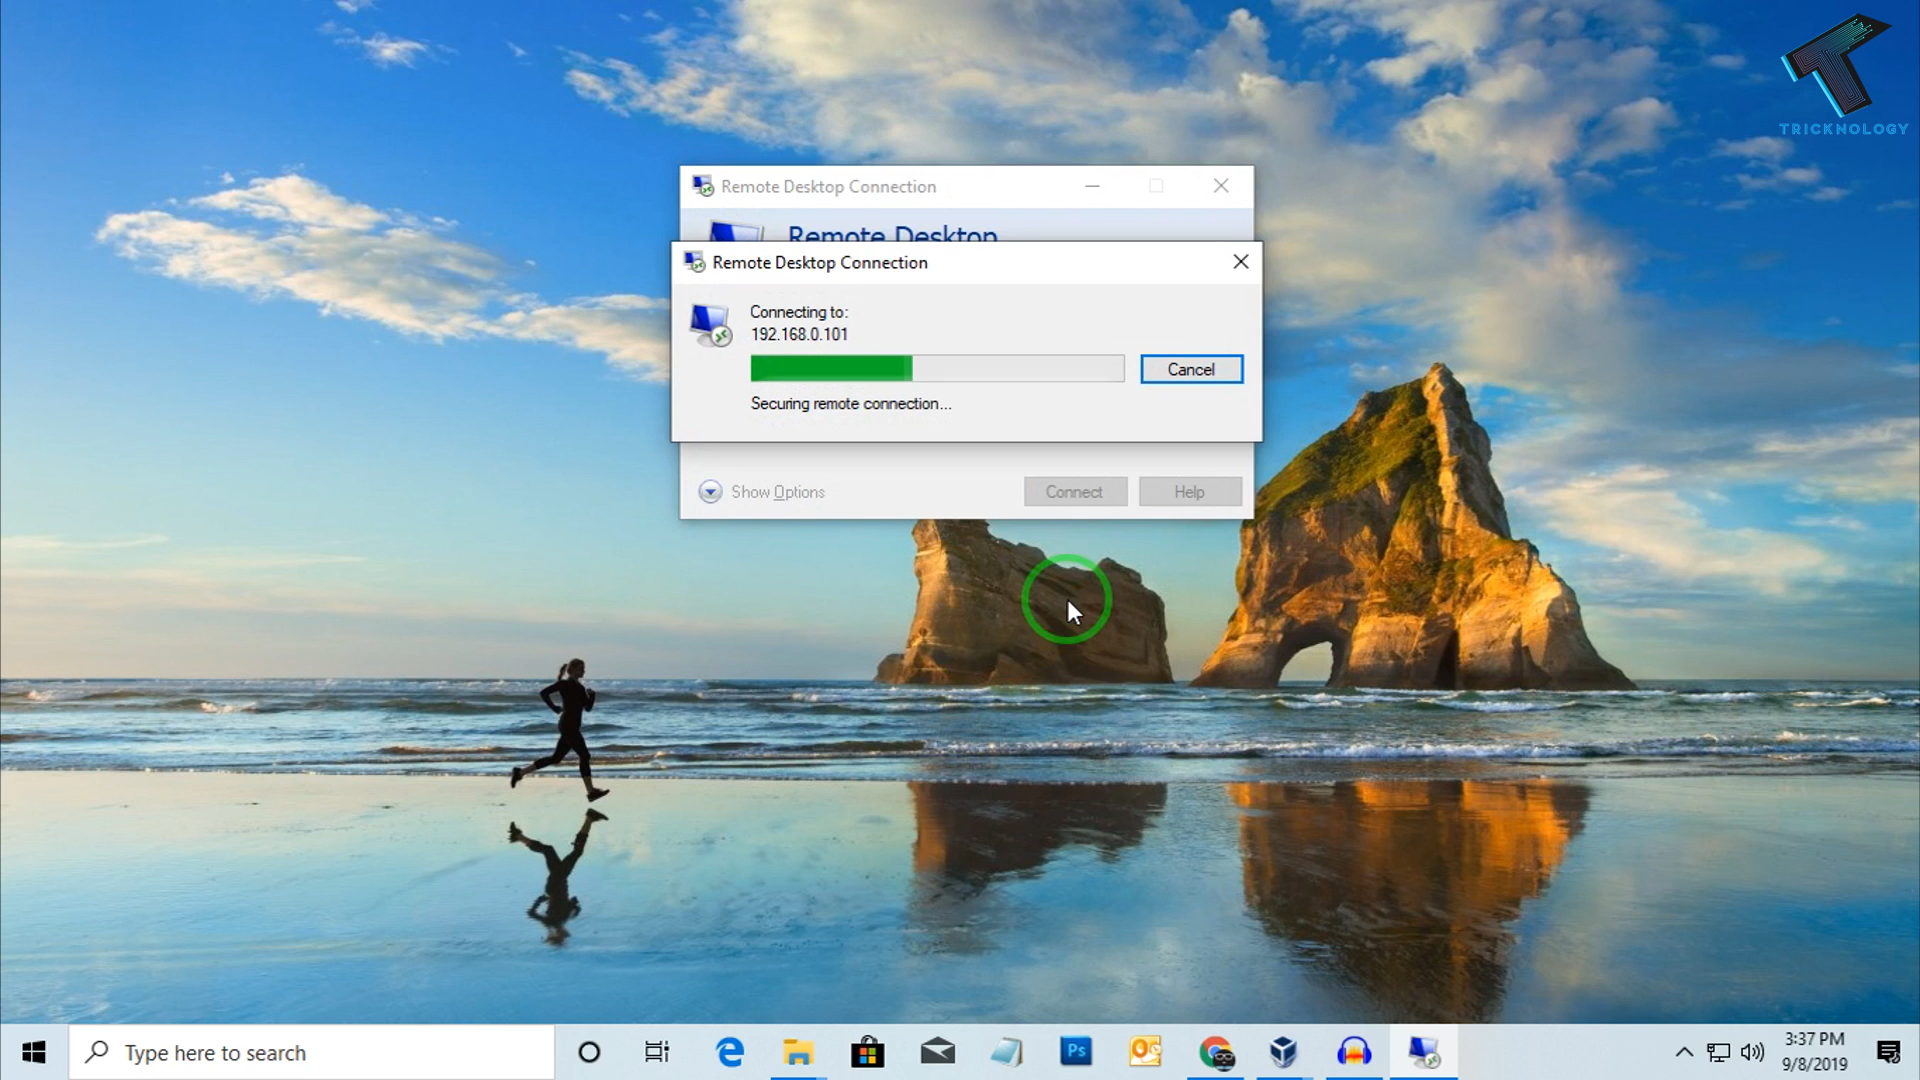 TRICKNOLOGY
Remote Desktop Connection
Remote Desktop
Remote Desktop Connection
Connecting to:
192.168.0.101
Cancel
Securing remote connection...
Show Options
Connect
Help
Type here to search
Ps
3:37 PM
9/8/2019